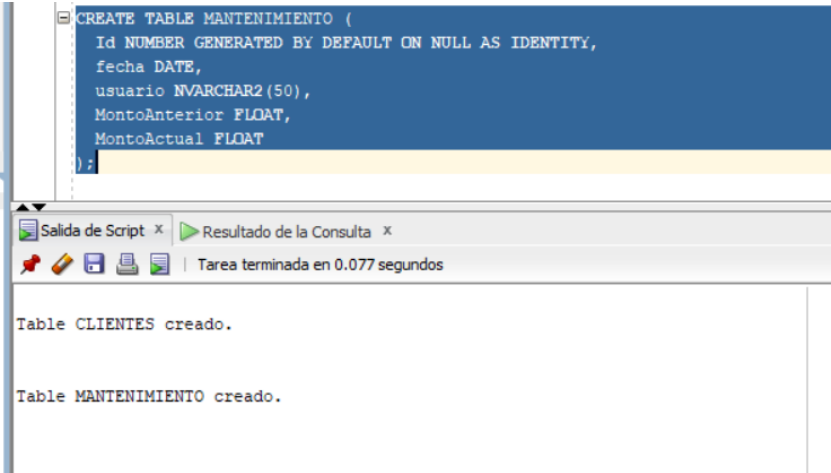 CREATE TABLE MANTENIMIENTO (
Id NUMBER GENERATED BY DEFAULT ON NULL AS IDENTITY,
fecha DATE,
usuario NVARCHAR2(50),
MontoAnterior FLOAT,
MontoActual FLOAT
);
Salida de Script x Resultado de la Consulta x
Tarea terminada en 0.077 segundos
Table CLIENTES creado.
Table MANTENIMIENTO creado.